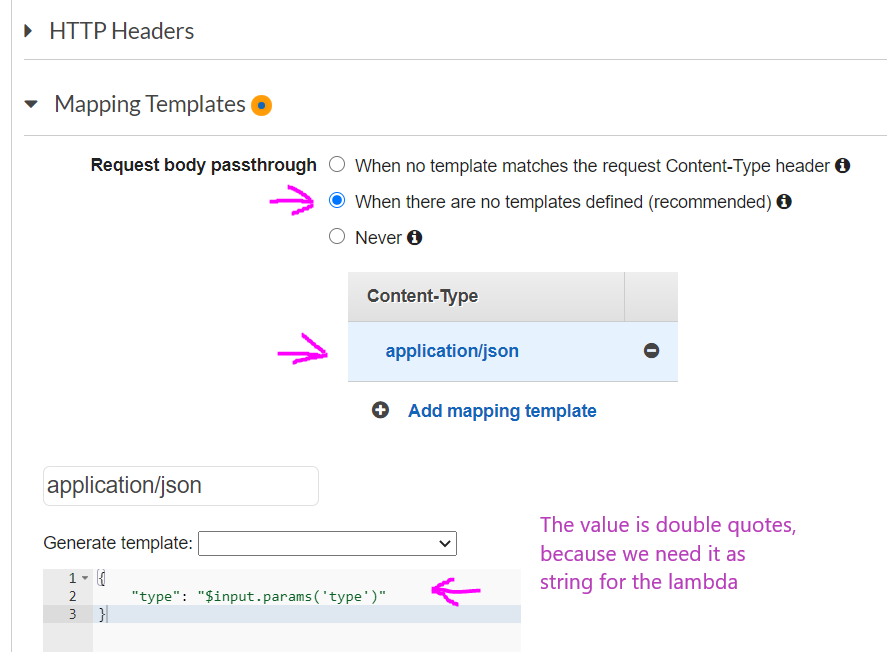 HTTP Headers
Mapping Templates
Request body passthrough
When no template matches the request Content-Type header
When there are no templates defined (recommended)
Never
Content-Type
application/json
Add mapping template
application/json
Generate template:
The value is double quotes,
because we need it as
string for the lambda
1 {
2 "type": "$input.params('type')"
3 }